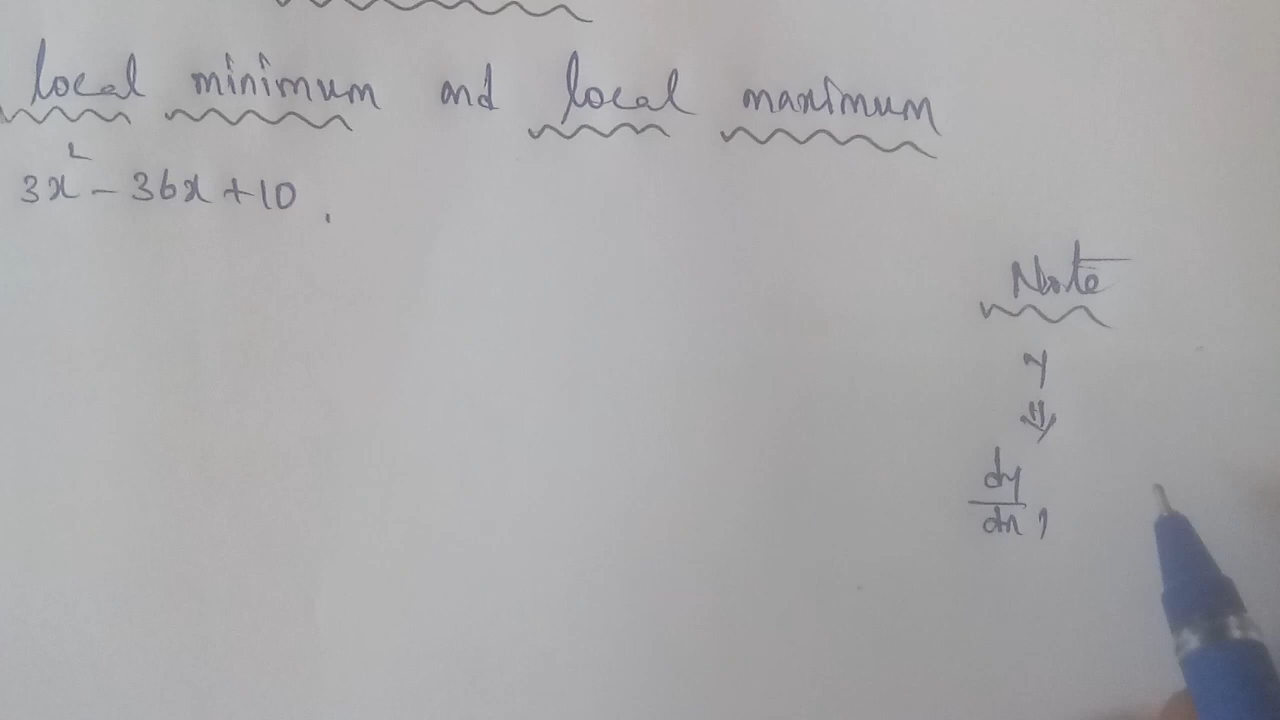 local minimum and local maximum
3x² - 36x + 10.
Note
y
⇓
dy/dx,